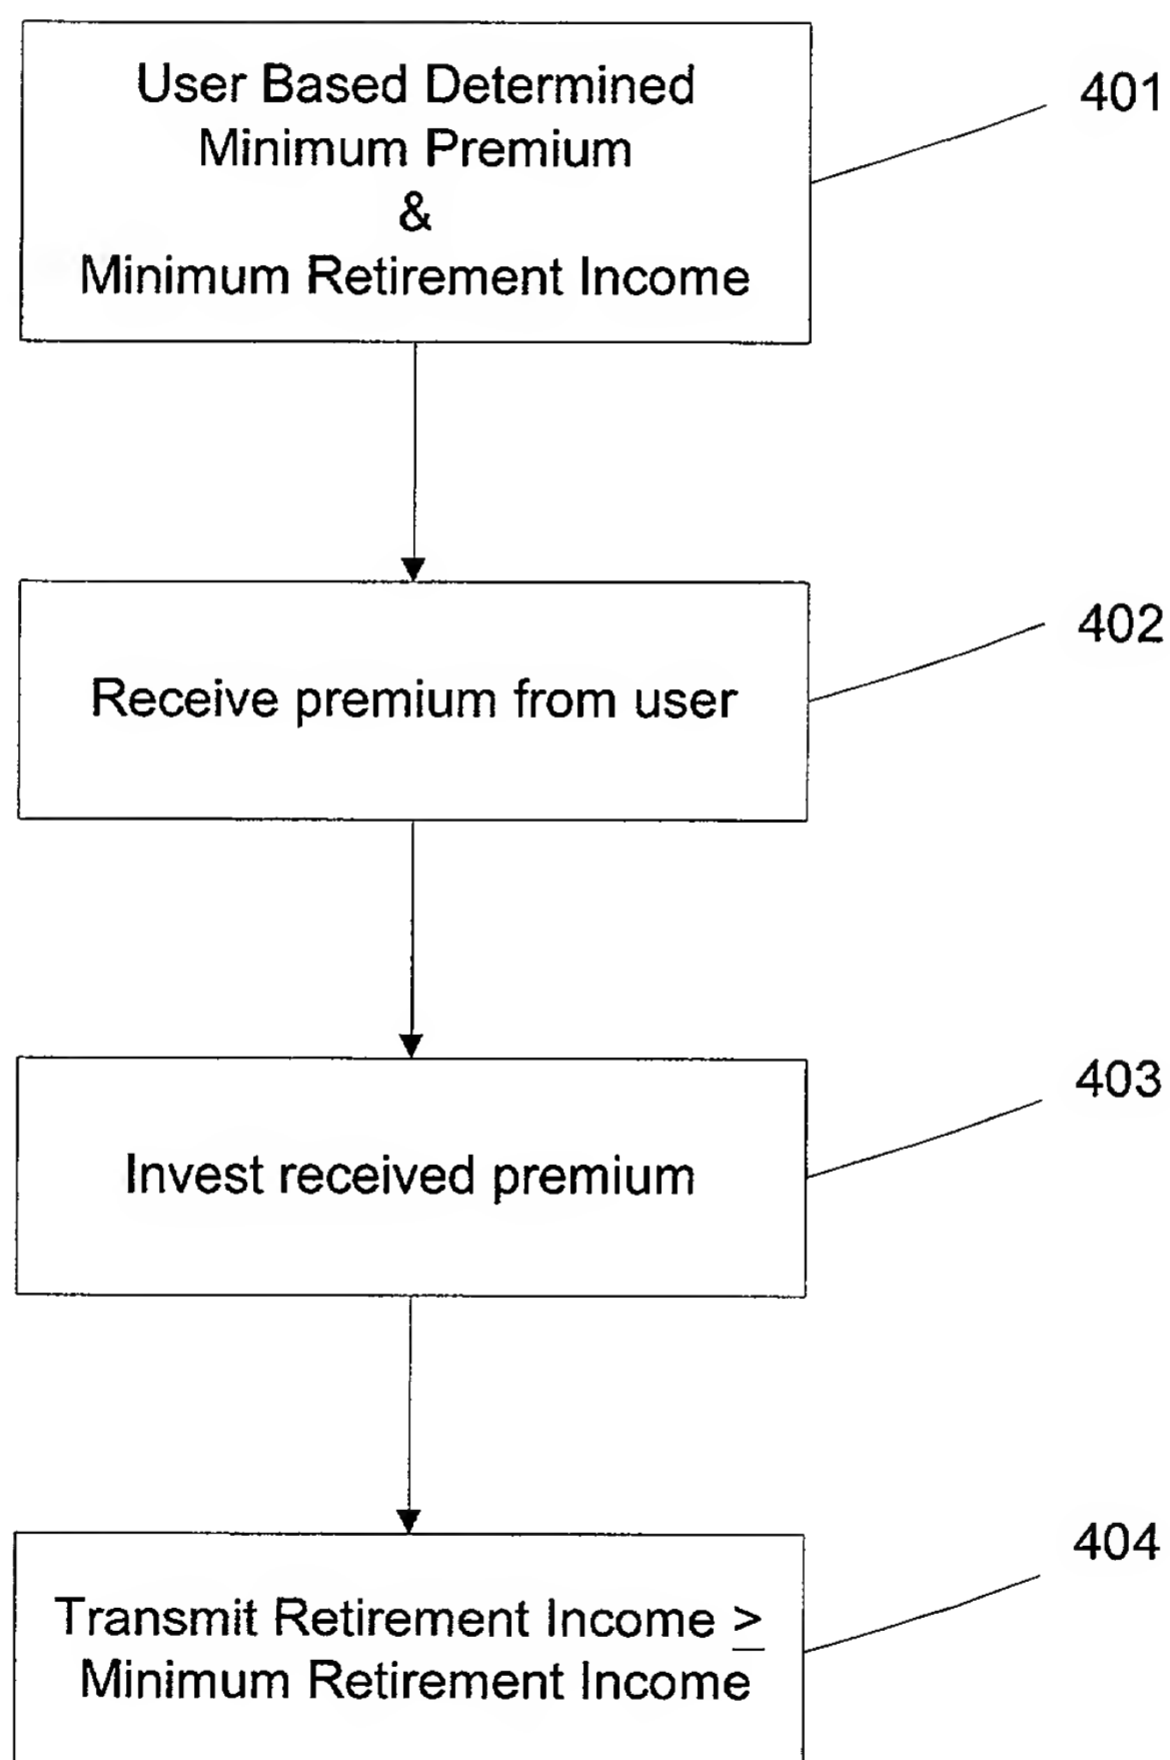 User Based Determined
Minimum Premium
&
Minimum Retirement Income
401
Receive premium from user
402
Invest received premium
403
Transmit Retirement Income ≥
Minimum Retirement Income
404